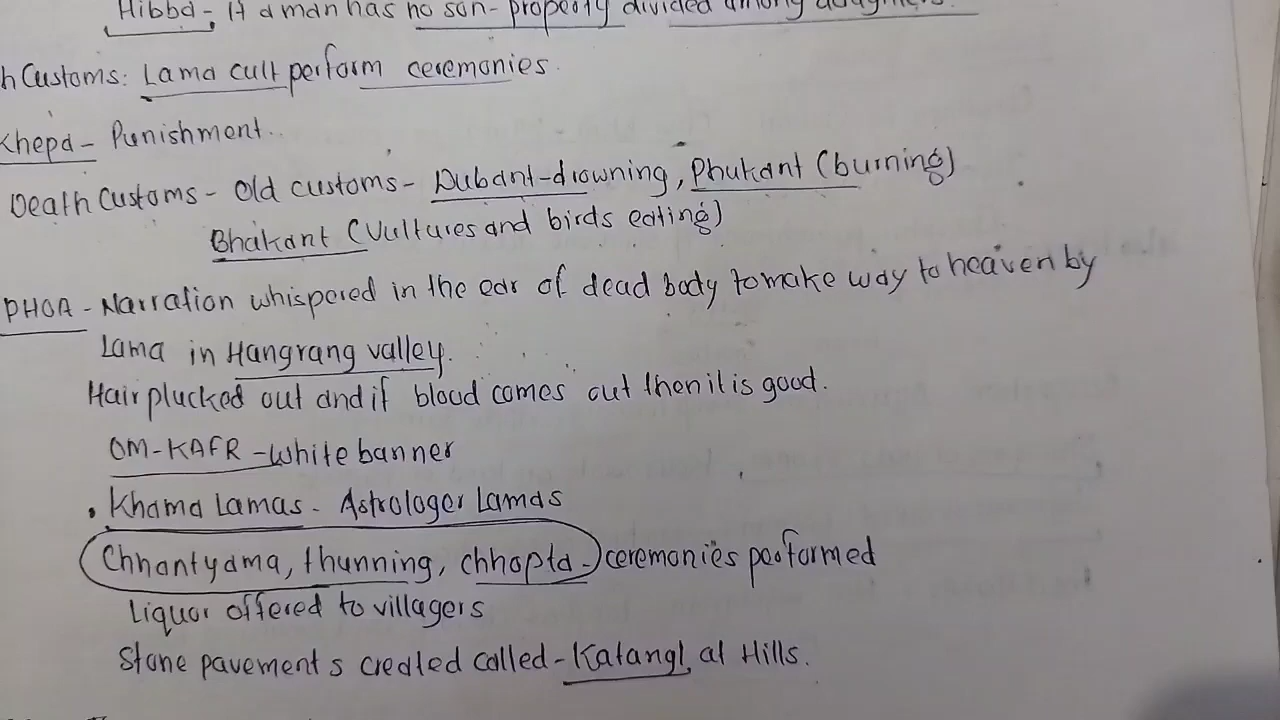 Hibba- If a man has no son- property divided among daughters.
h Customs: Lama cult perform ceremonies.
Khepa- Punishment.
Death Customs- Old customs- Dubant-drowning, Phukant (burning)
Bhakant (Vultures and birds eating)
PHOA- Narration whispered in the ear of dead body to make way to heaven by
Lama in Hangrang valley.
Hair plucked out and if blood comes out then it is good.
OM-KAFR-white banner
• Khama Lamas- Astrologer Lamas
Chhantyama, thunning, chhapta-) ceremonies performed
Liquor offered to villagers
Stone pavements created called-Katangl, at Hills.